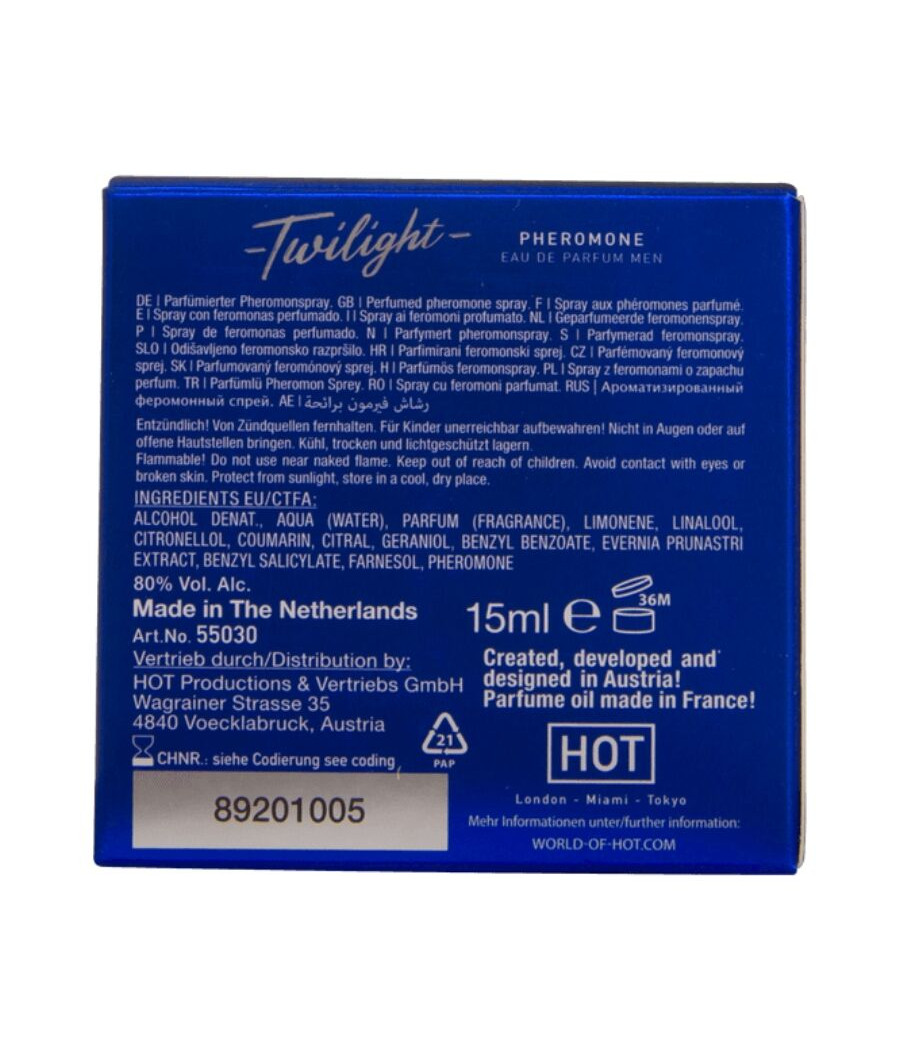 -Twilight-
PHEROMONE
EAU DE PARFUM MEN
DE | Parfümierter Pheromonspray. GB | Perfumed pheromone spray. F | Spray aux phéromones parfumé.
E | Spray con feromonas perfumado. I | Spray ai feromoni profumato. NL | Geparfumeerde feromonenspray.
P | Spray de feromonas perfumado. N | Parfymert pheromonspray. S | Parfymerad feromonspray.
SLO | Odišavljeno feromonsko razpršilo. HR | Parfimirani feromonski sprej. CZ | Parfémovaný feromonový
sprej. SK | Parfumovaný feromónový sprej. H | Parfümös feromonspray. PL | Spray z feromonami o zapachu
perfum. TR | Parfümlü Pheromon Sprey. RO | Spray cu feromoni parfumat. RUS | Ароматизированный
феромонный спрей. AE | رشاش فيرمون برائحة
Entzündlich! Von Zündquellen fernhalten. Für Kinder unerreichbar aufbewahren! Nicht in Augen oder auf
offene Hautstellen bringen. Kühl, trocken und lichtgeschützt lagern.
Flammable! Do not use near naked flame. Keep out of reach of children. Avoid contact with eyes or
broken skin. Protect from sunlight, store in a cool, dry place.
INGREDIENTS EU/CTFA:
ALCOHOL DENAT., AQUA (WATER), PARFUM (FRAGRANCE), LIMONENE, LINALOOL,
CITRONELLOL, COUMARIN, CITRAL, GERANIOL, BENZYL BENZOATE, EVERNIA PRUNASTRI
EXTRACT, BENZYL SALICYLATE, FARNESOL, PHEROMONE
80% Vol. Alc.
Made in The Netherlands
Art.No. 55030
15ml e
36M
Vertrieb durch/Distribution by:
HOT Productions & Vertriebs GmbH
Wagrainer Strasse 35
4840 Voecklabruck, Austria
Created, developed and
designed in Austria!
Parfume oil made in France!
21
PAP
CHNR.: siehe Codierung see coding
89201005
HOT
London - Miami - Tokyo
Mehr Informationen unter/further information:
WORLD-OF-HOT.COM